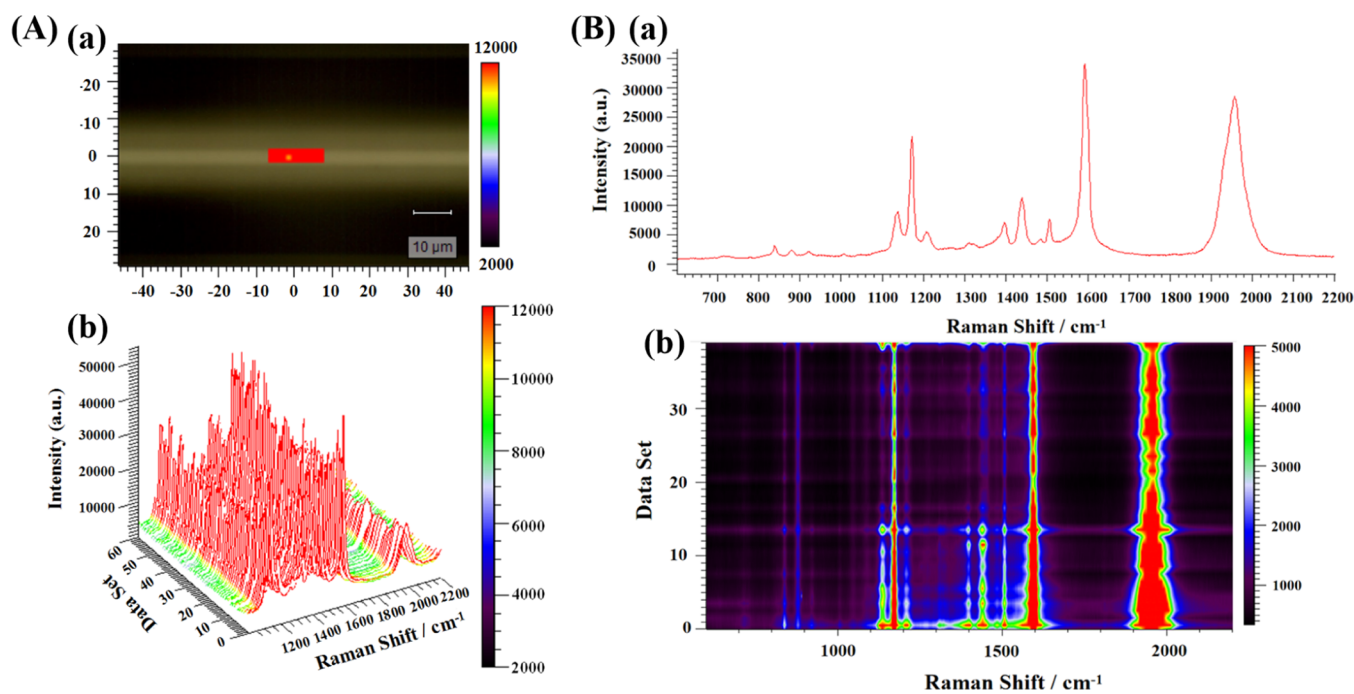 (A) (a)
12000
-20
-10
0
10
20
10 μm
2000
-40 -30 -20 -10 0 10 20 30 40
(b)
50000
40000
30000
20000
10000
Intensity (a.u.)
60
50
40
30
20
10
0
Data Set
1200 1400 1600 1800 2000 2200
Raman Shift / cm-1
12000
10000
8000
6000
4000
2000
(B) (a)
35000
30000
25000
20000
15000
10000
5000
0
Intensity (a.u.)
700 800 900 1000 1100 1200 1300 1400 1500 1600 1700 1800 1900 2000 2100 2200
Raman Shift / cm-1
(b)
30
20
10
0
Data Set
1000 1500 2000
Raman Shift / cm-1
5000
4000
3000
2000
1000